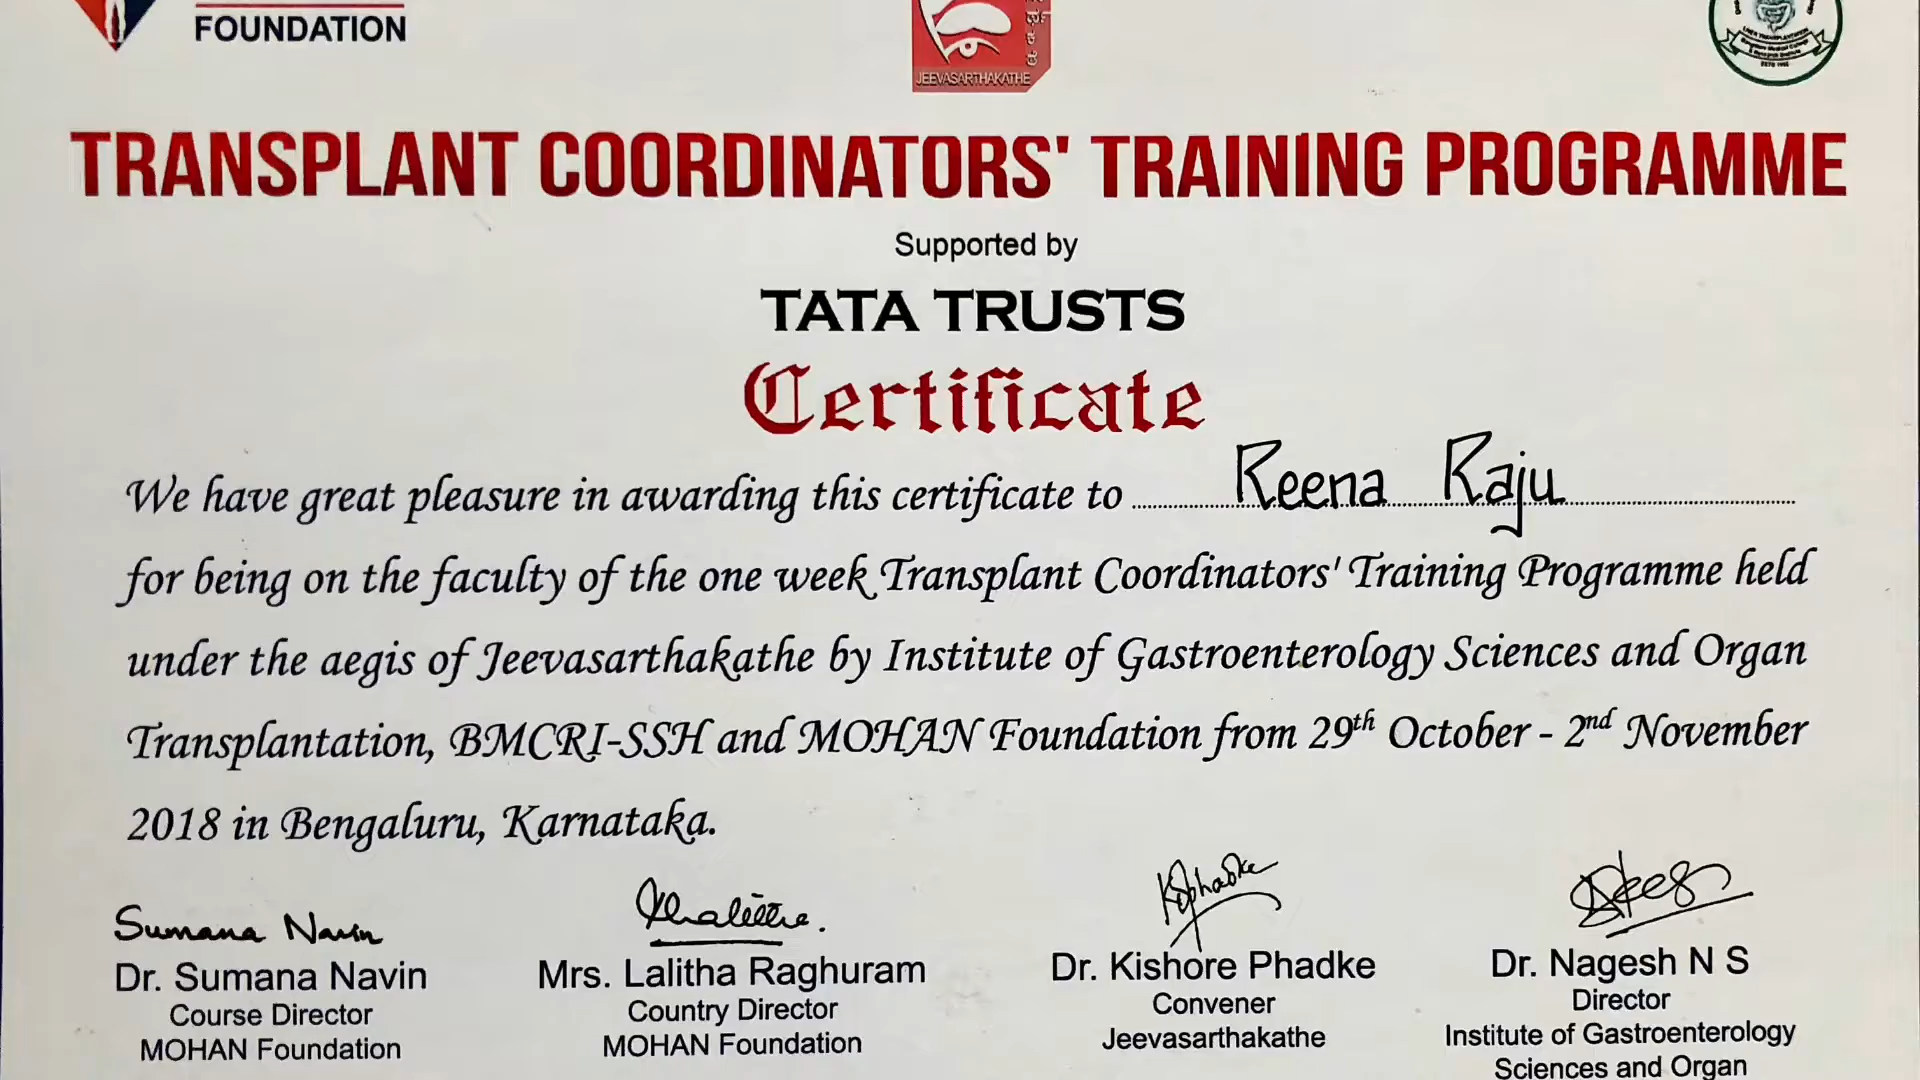 FOUNDATION
JEEVASARTHAKATHE
TRANSPLANT COORDINATORS' TRAINING PROGRAMME
Supported by
TATA TRUSTS
Certificate
We have great pleasure in awarding this certificate to Reena Raju
for being on the faculty of the one week Transplant Coordinators' Training Programme held
under the aegis of Jeevasarthakathe by Institute of Gastroenterology Sciences and Organ
Transplantation, BMCRI-SSH and MOHAN Foundation from 29th October - 2nd November
2018 in Bengaluru, Karnataka.
Sumana Navin
Dr. Sumana Navin
Course Director
MOHAN Foundation
Mrs. Lalitha Raghuram
Country Director
MOHAN Foundation
Dr. Kishore Phadke
Convener
Jeevasarthakathe
Dr. Nagesh N S
Director
Institute of Gastroenterology
Sciences and Organ